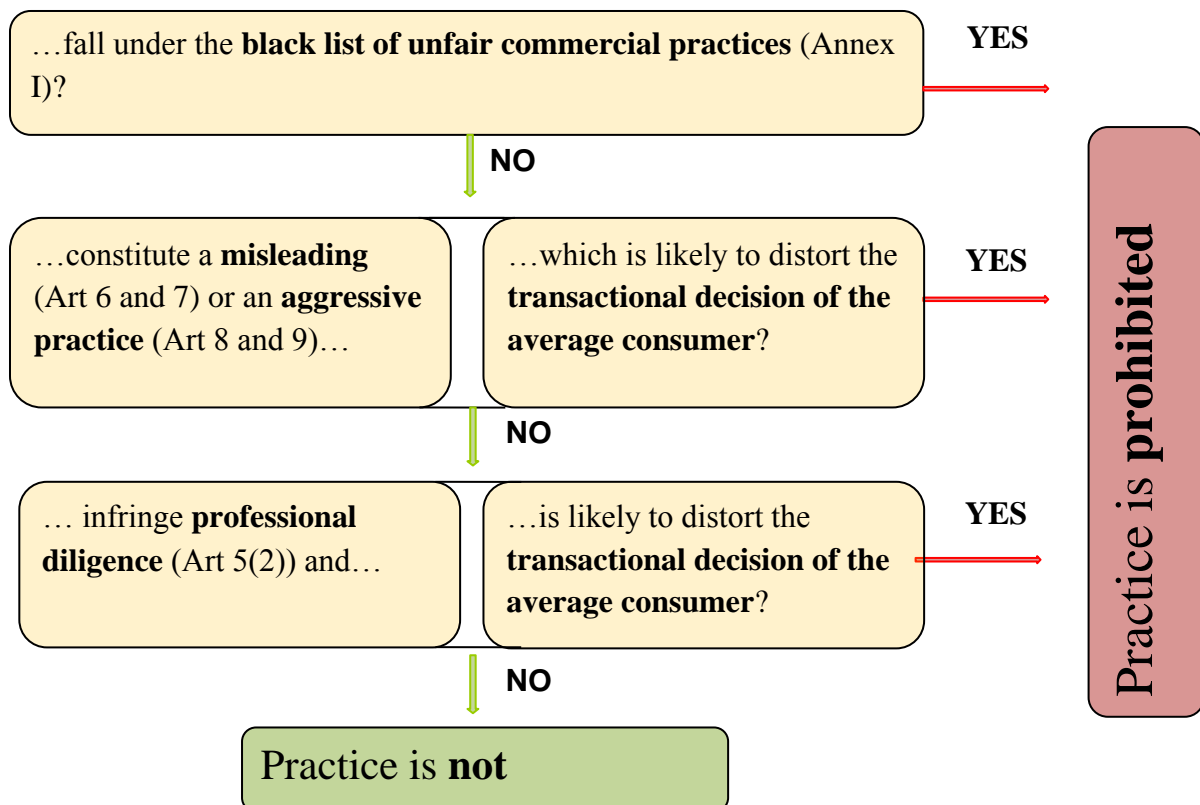 …fall under the black list of unfair commercial practices (Annex
I)?
YES
NO
…constitute a misleading
(Art 6 and 7) or an aggressive
practice (Art 8 and 9)…
…which is likely to distort the
transactional decision of the
average consumer?
YES
NO
… infringe professional
diligence (Art 5(2)) and…
…is likely to distort the
transactional decision of the
average consumer?
YES
NO
Practice is not
Practice is prohibited